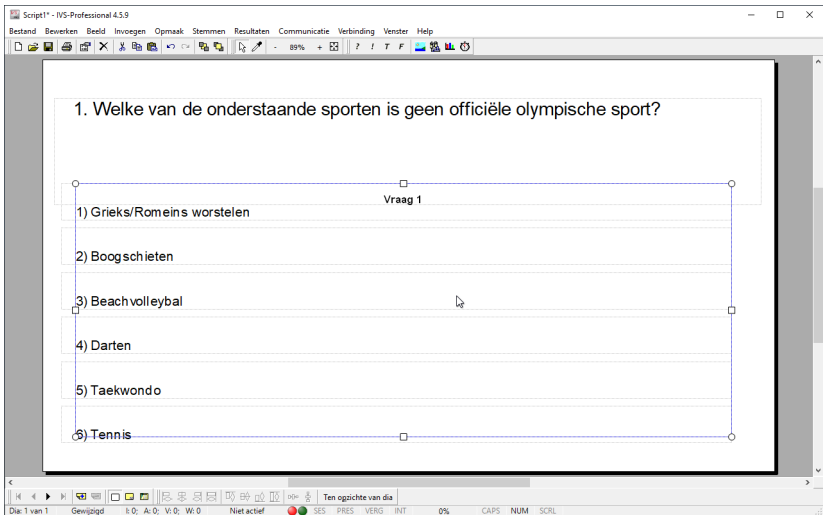 Script1* - IVS-Professional 4.5.9
Bestand Bewerken Beeld Invoegen Opmaak Stemmen Resultaten Communicatie Verbinding Venster Help
- 89% + ? ! T F
1. Welke van de onderstaande sporten is geen officiële olympische sport?
Vraag 1
1) Grieks/Romeins worstelen
2) Boogschieten
3) Beachvolleybal
4) Darten
5) Taekwondo
6) Tennis
Ten opzichte van dia
Dia: 1 van 1 Gewijzigd I: 0; A: 0; V: 0; W: 0 Niet actief SES PRES VERG INT 0% CAPS NUM SCRL